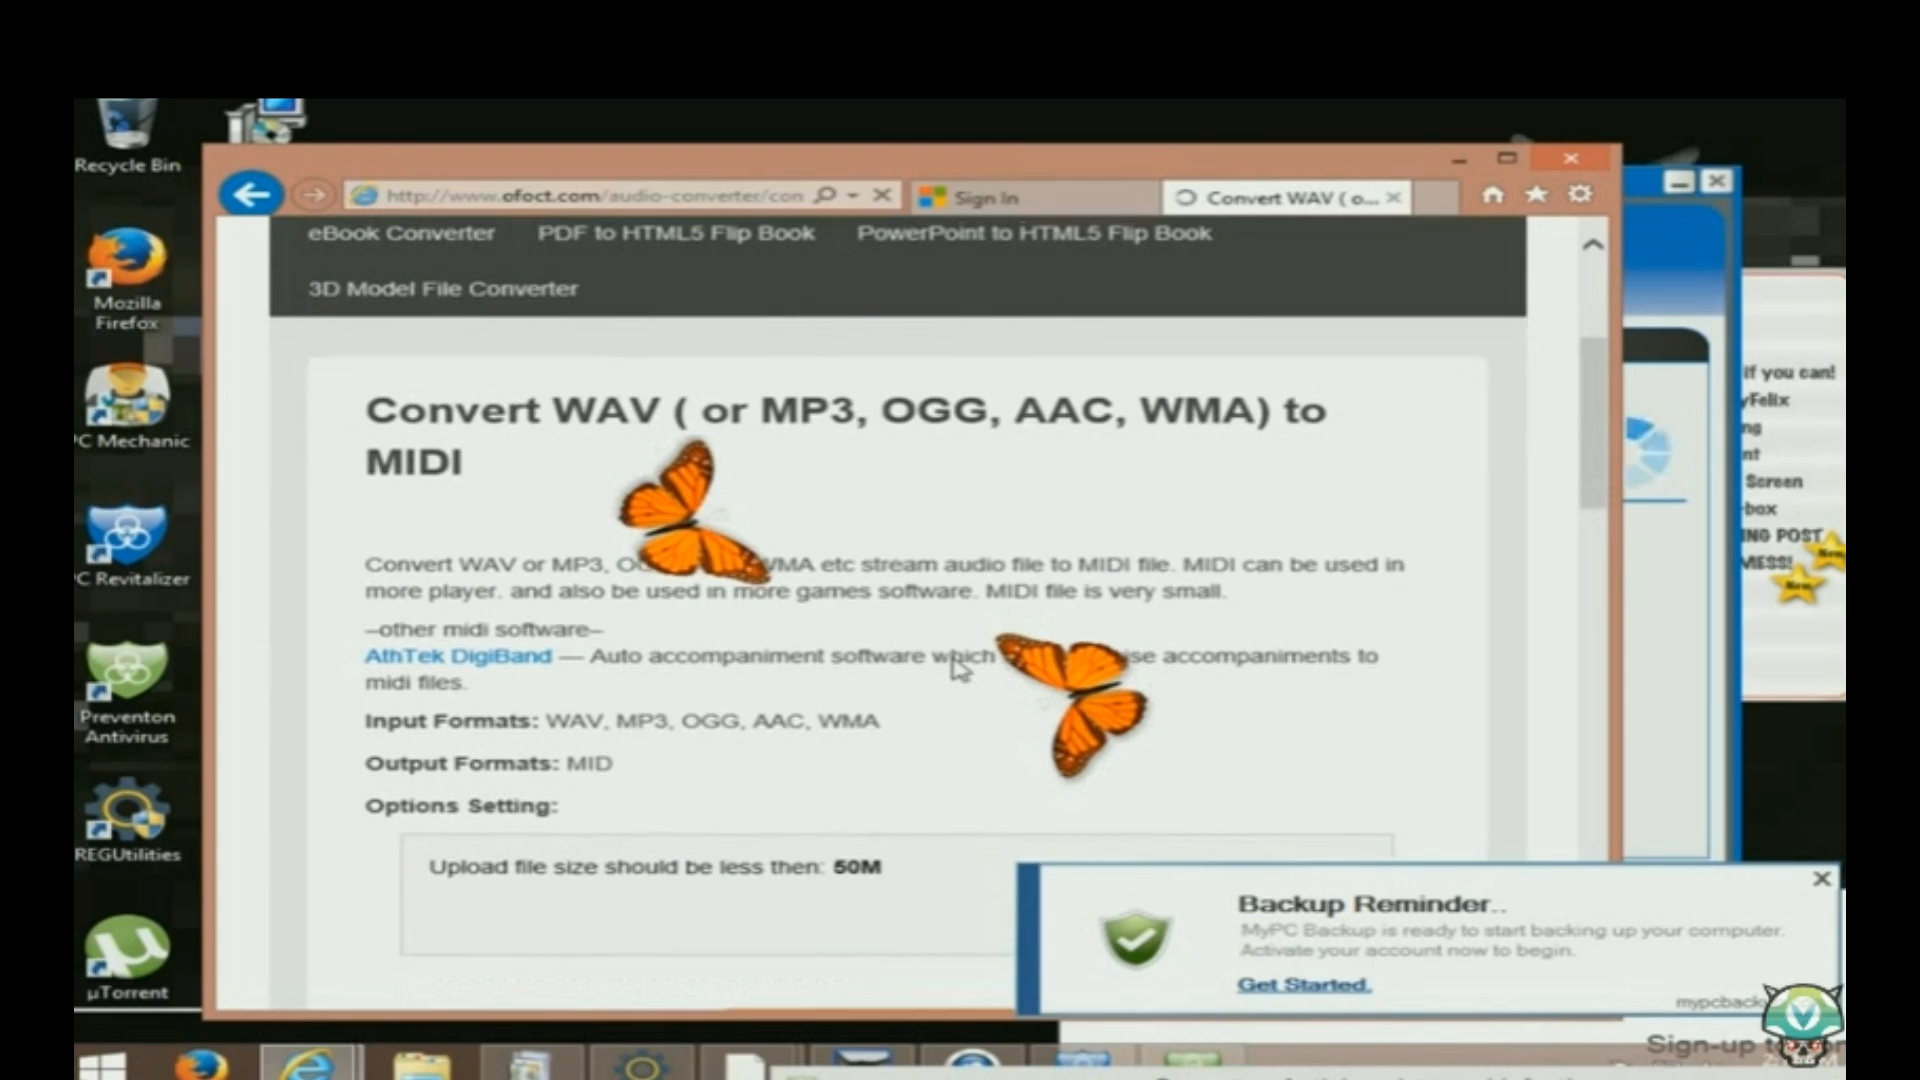 Recycle Bin
Mozilla
Firefox
PC Mechanic
PC Revitalizer
Preventon
Antivirus
REGUtilities
µTorrent
http://www.ofoct.com/audio-converter/con
Sign In
Convert WAV ( o...
eBook Converter PDF to HTML5 Flip Book PowerPoint to HTML5 Flip Book
3D Model File Converter
Convert WAV ( or MP3, OGG, AAC, WMA) to
MIDI
Convert WAV or MP3, WMA etc stream audio file to MIDI file. MIDI can be used in
more player. and also be used in more games software. MIDI file is very small.
–other midi software–
AthTek DigiBand — Auto accompaniment software which accompaniments to
midi files.
Input Formats: WAV, MP3, OGG, AAC, WMA
Output Formats: MID
Options Setting:
Upload file size should be less then: 50M
if you can!
yFelix
Screen
ING POST
MESS!
New
New
Backup Reminder..
MyPC Backup is ready to start backing up your computer.
Activate your account now to begin.
Get Started.
mypcback
Sign-up